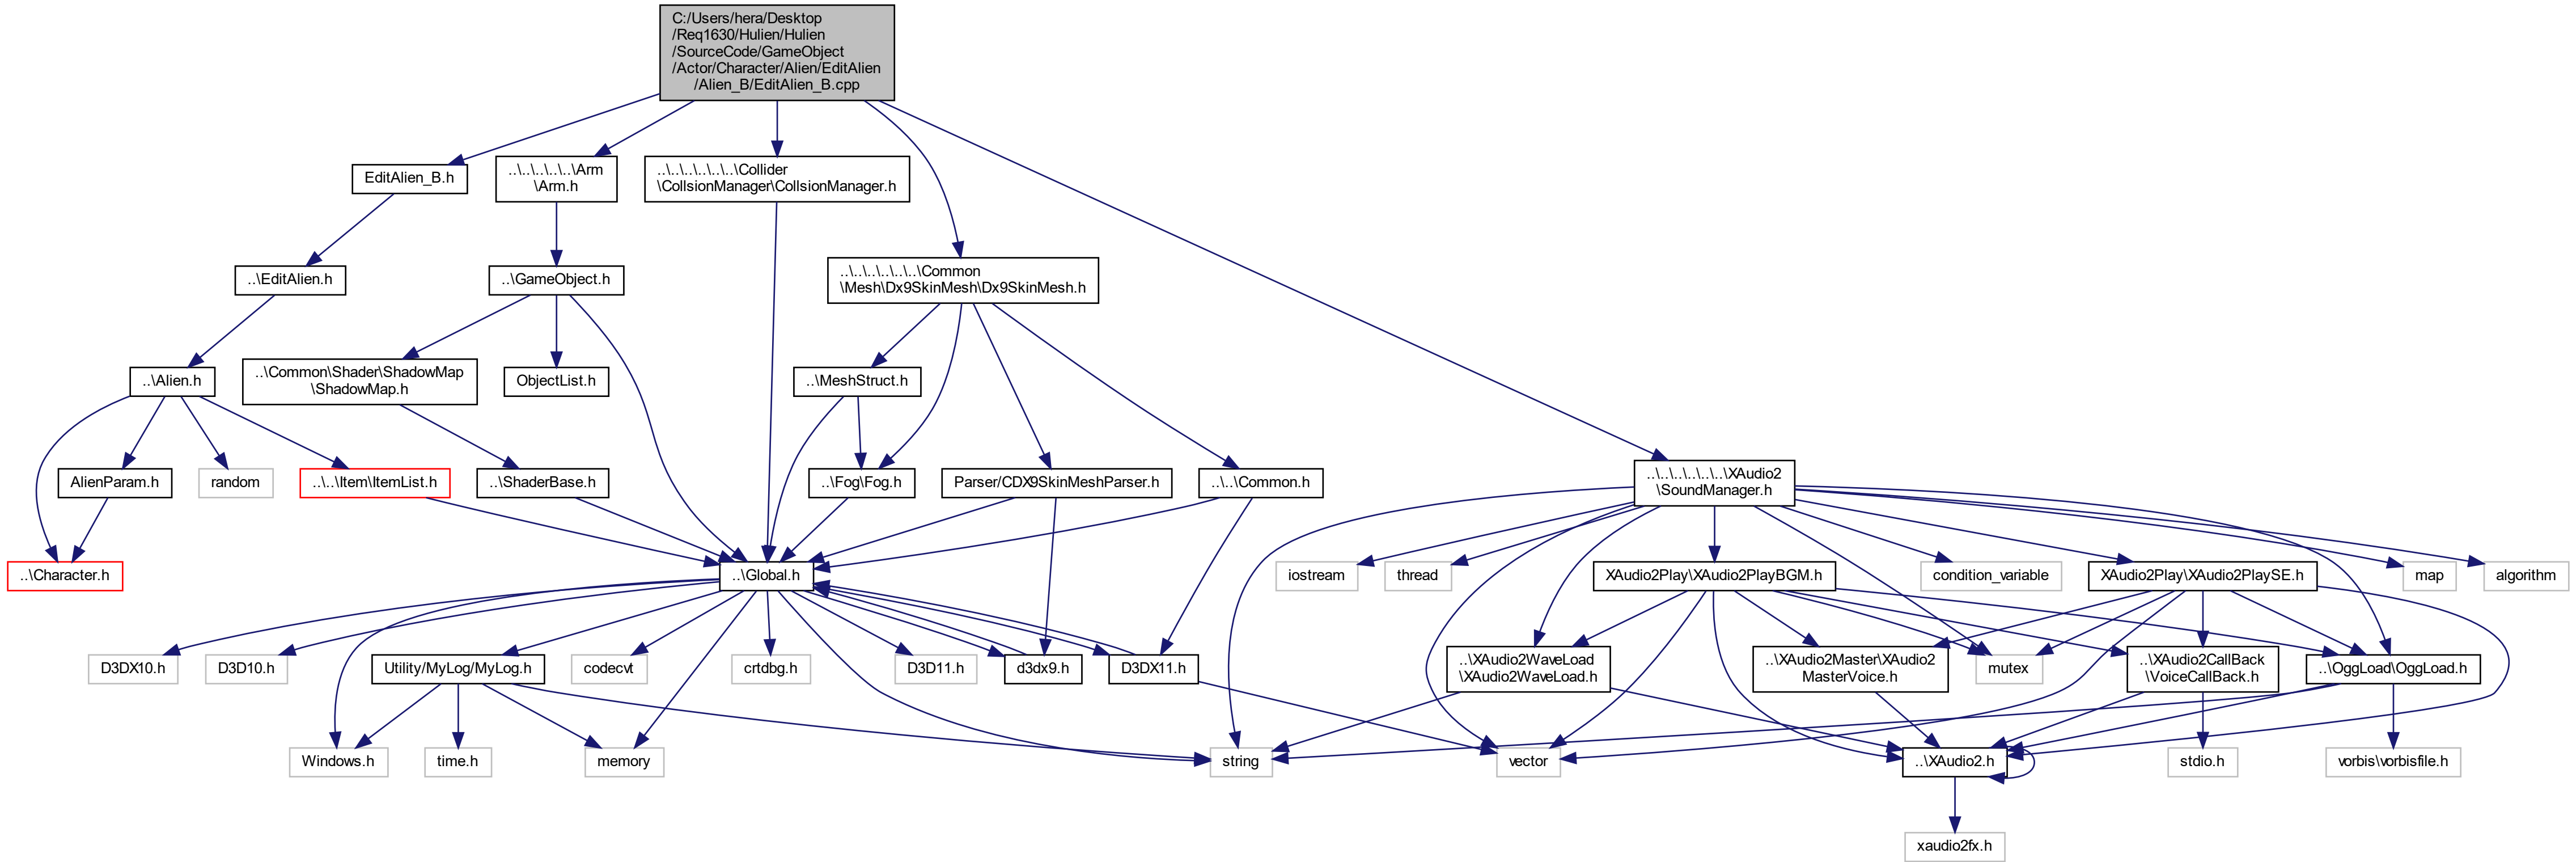 C:/Users/hera/Desktop
/Req1630/Hulien/Hulien
/SourceCode/GameObject
/Actor/Character/Alien/EditAlien
/Alien_B/EditAlien_B.cpp
EditAlien_B.h
..\..\..\..\..\Arm
\Arm.h
..\..\..\..\..\..\Collider
\CollsionManager\CollsionManager.h
..\EditAlien.h
..\GameObject.h
..\..\..\..\..\..\Common
\Mesh\Dx9SkinMesh\Dx9SkinMesh.h
..\Alien.h
..\Common\Shader\ShadowMap
\ShadowMap.h
ObjectList.h
..\MeshStruct.h
AlienParam.h
random
..\..\Item\ItemList.h
..\ShaderBase.h
..\Fog\Fog.h
Parser/CDX9SkinMeshParser.h
..\..\Common.h
..\..\..\..\..\..\XAudio2
\SoundManager.h
..\Character.h
..\Global.h
iostream
thread
XAudio2Play\XAudio2PlayBGM.h
condition_variable
XAudio2Play\XAudio2PlaySE.h
map
algorithm
D3DX10.h
D3D10.h
Utility/MyLog/MyLog.h
codecvt
crtdbg.h
D3D11.h
d3dx9.h
D3DX11.h
..\XAudio2WaveLoad
\XAudio2WaveLoad.h
..\XAudio2Master\XAudio2
MasterVoice.h
mutex
..\XAudio2CallBack
\VoiceCallBack.h
..\OggLoad\OggLoad.h
Windows.h
time.h
memory
string
vector
..\XAudio2.h
stdio.h
vorbis\vorbisfile.h
xaudio2fx.h